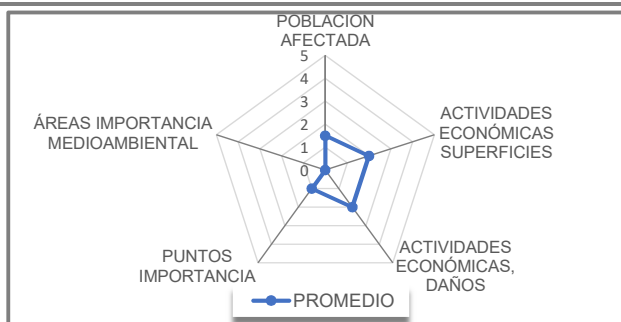 POBLACIÓN
AFECTADA
5
4
3
2
1
0
ACTIVIDADES
ECONÓMICAS
SUPERFICIES
ACTIVIDADES
ECONÓMICAS,
DAÑOS
PUNTOS
IMPORTANCIA
ÁREAS IMPORTANCIA
MEDIOAMBIENTAL
PROMEDIO